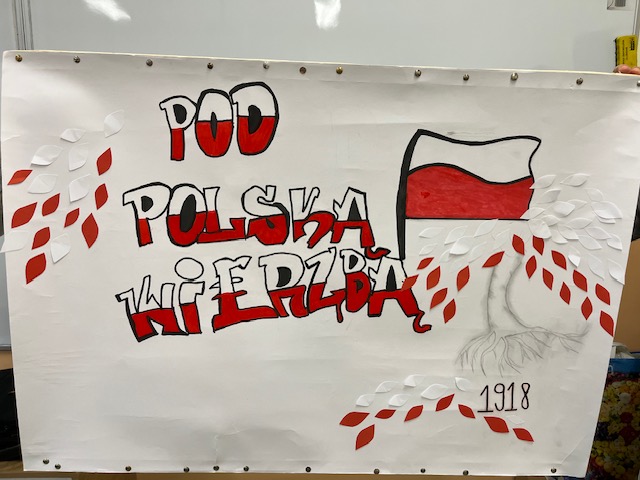 POD
POLSKĄ
WiERZBĄ
1918